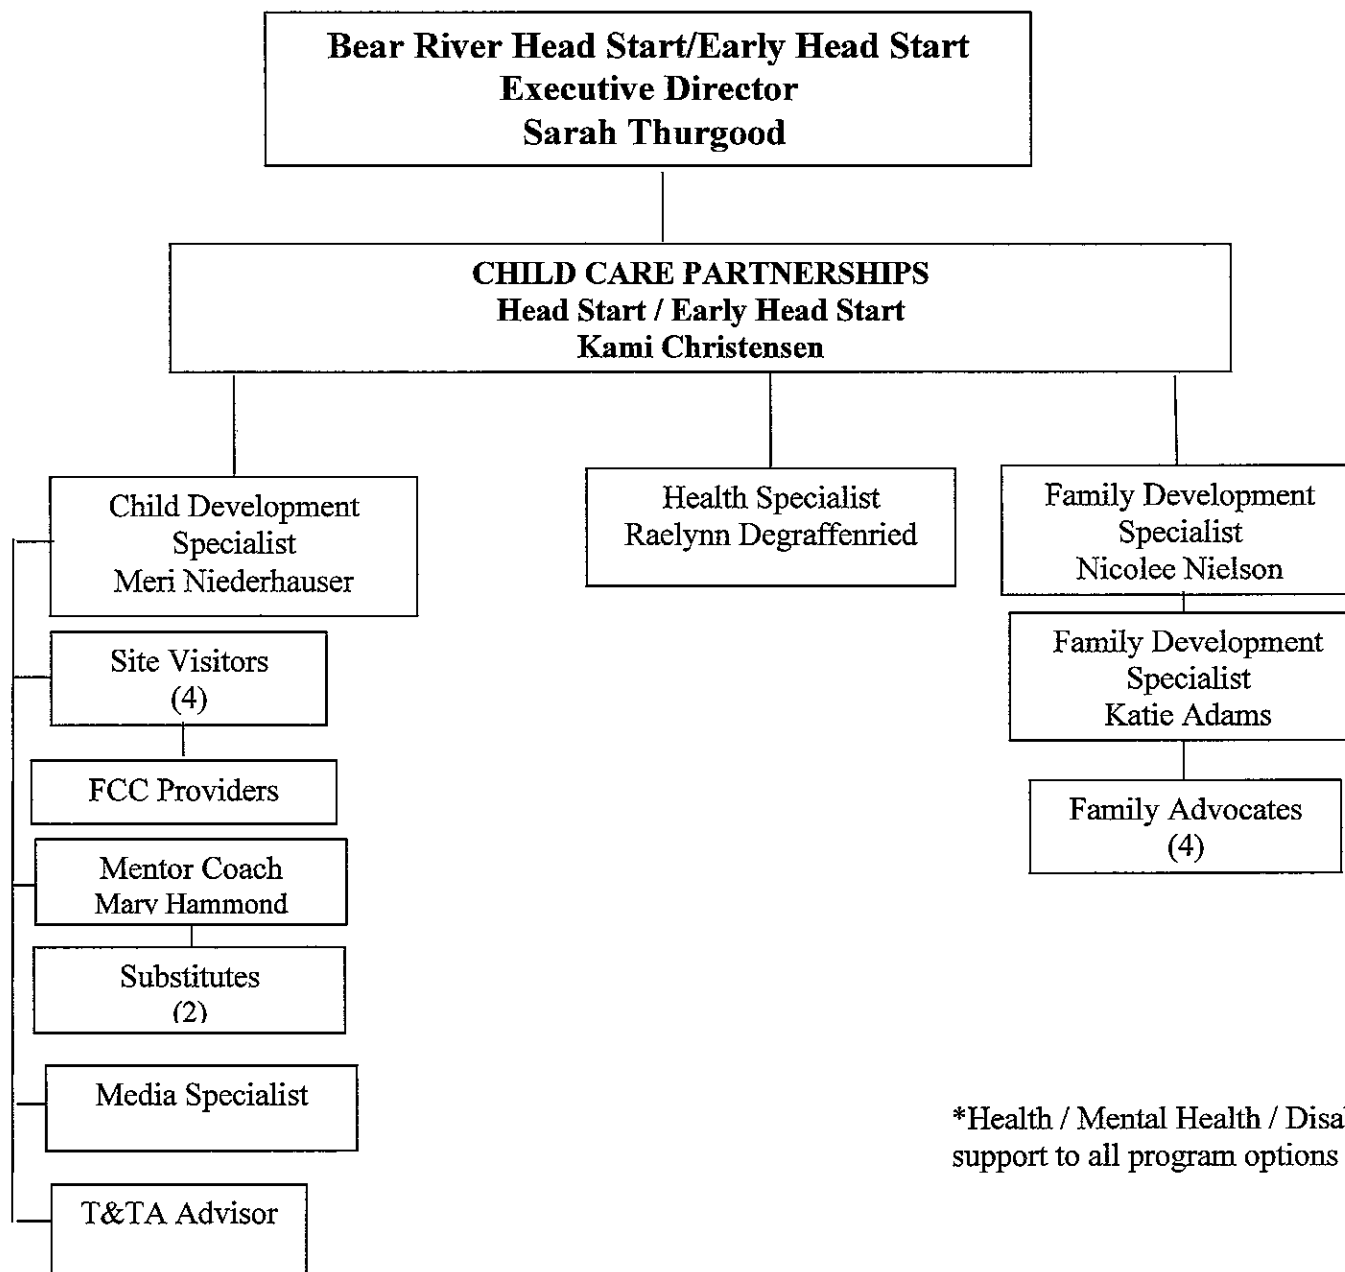 Bear River Head Start/Early Head Start
Executive Director
Sarah Thurgood
CHILD CARE PARTNERSHIPS
Head Start / Early Head Start
Kami Christensen
Child Development
Specialist
Meri Niederhauser
Site Visitors
(4)
FCC Providers
Mentor Coach
Mary Hammond
Substitutes
(2)
Media Specialist
T&TA Advisor
Health Specialist
Raelynn Degraffenried
Family Development
Specialist
Nicolee Nielson
Family Development
Specialist
Katie Adams
Family Advocates
(4)
*Health / Mental Health / Disa
support to all program options